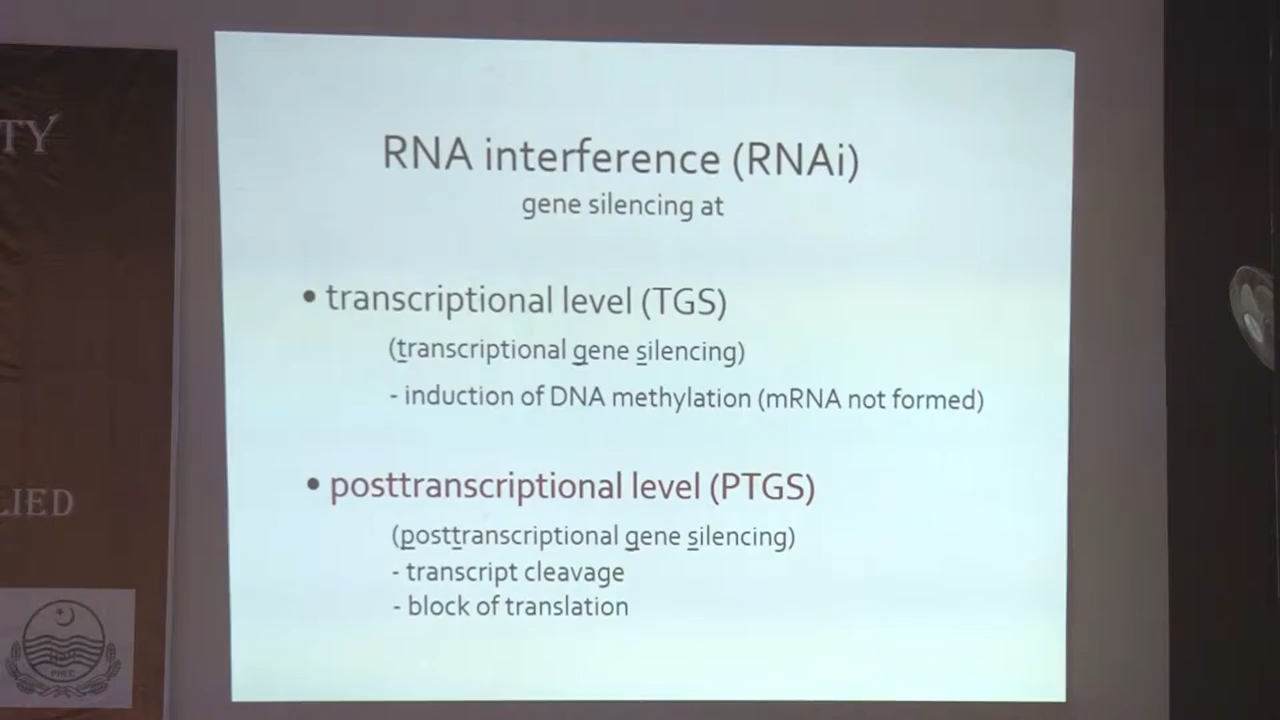 TY
RNA interference (RNAi)
gene silencing at
• transcriptional level (TGS)
(transcriptional gene silencing)
- induction of DNA methylation (mRNA not formed)
• posttranscriptional level (PTGS)
(posttranscriptional gene silencing)
- transcript cleavage
- block of translation
LIED